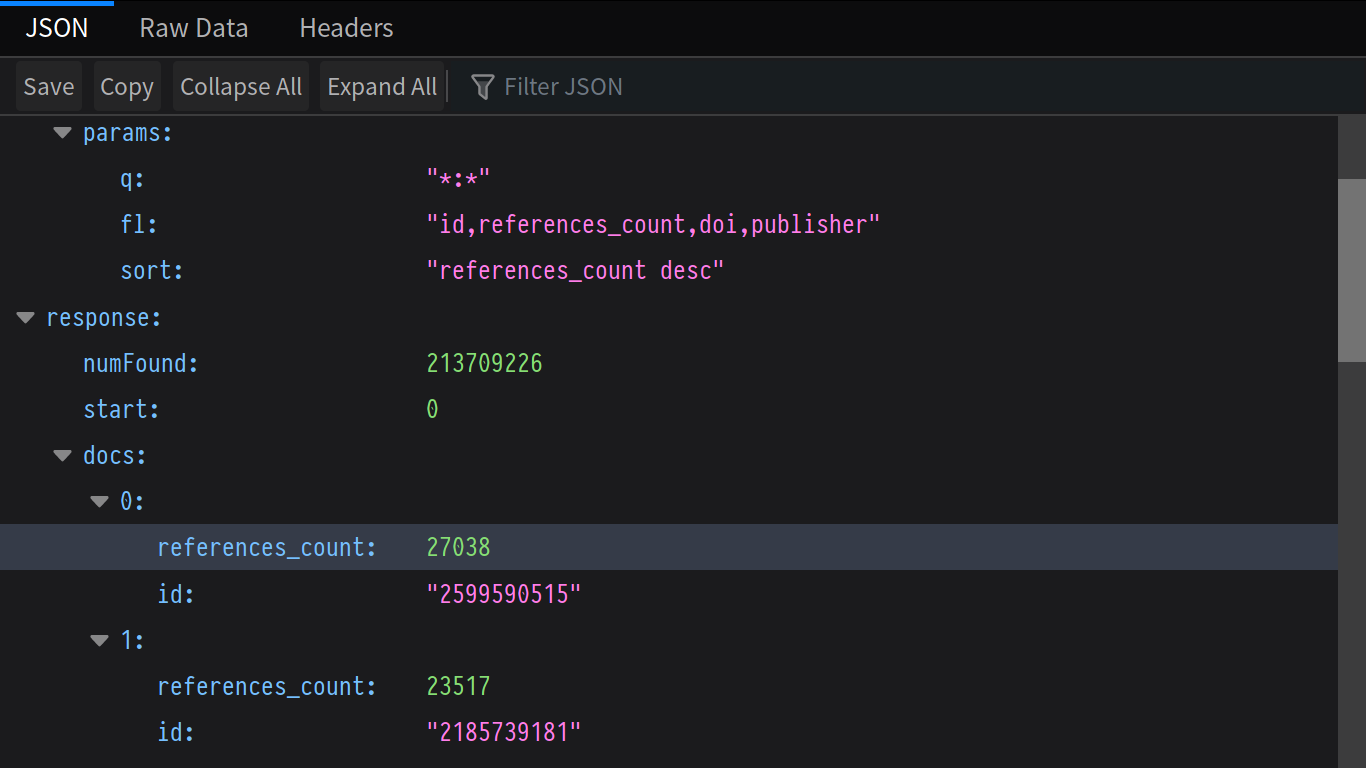 JSON Raw Data Headers
Save Copy Collapse All Expand All Filter JSON
params:
q: "*:*"
fl: "id,references_count,doi,publisher"
sort: "references_count desc"
response:
numFound: 213709226
start: 0
docs:
0:
references_count: 27038
id: "2599590515"
1:
references_count: 23517
id: "2185739181"